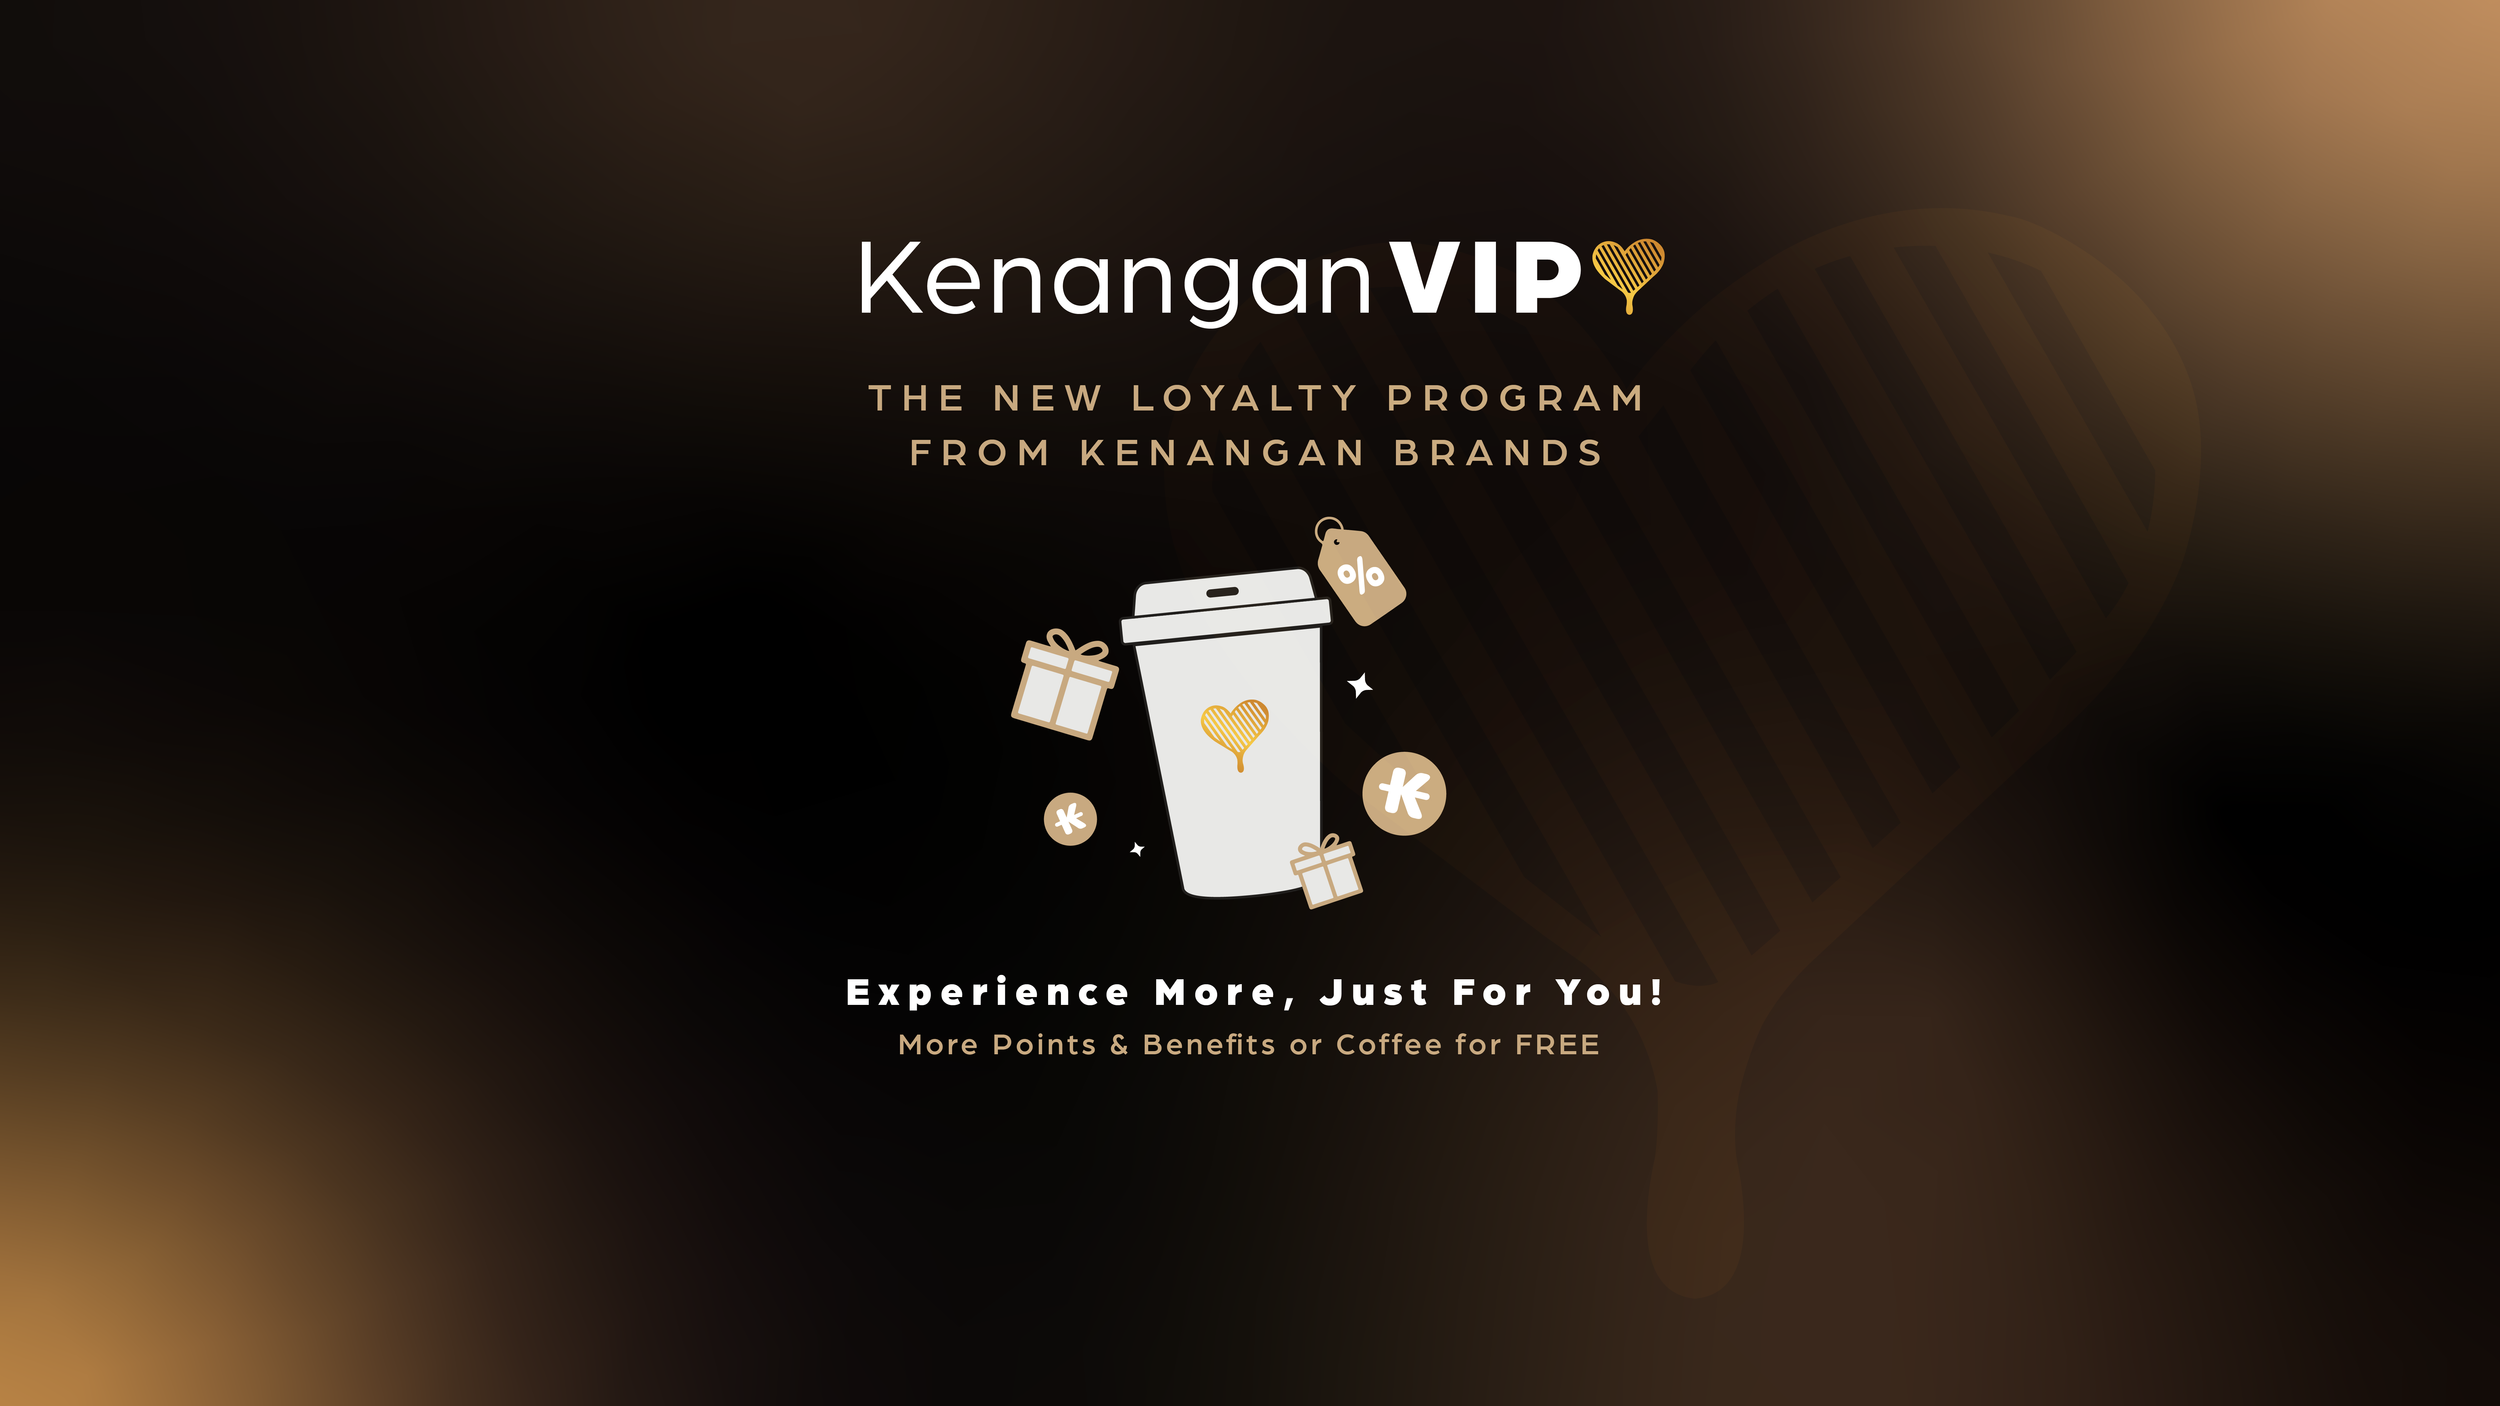 Kenangan VIP
THE NEW LOYALTY PROGRAM
FROM KENANGAN BRANDS
%
K
K
Experience More, Just For You!
More Points & Benefits or Coffee for FREE